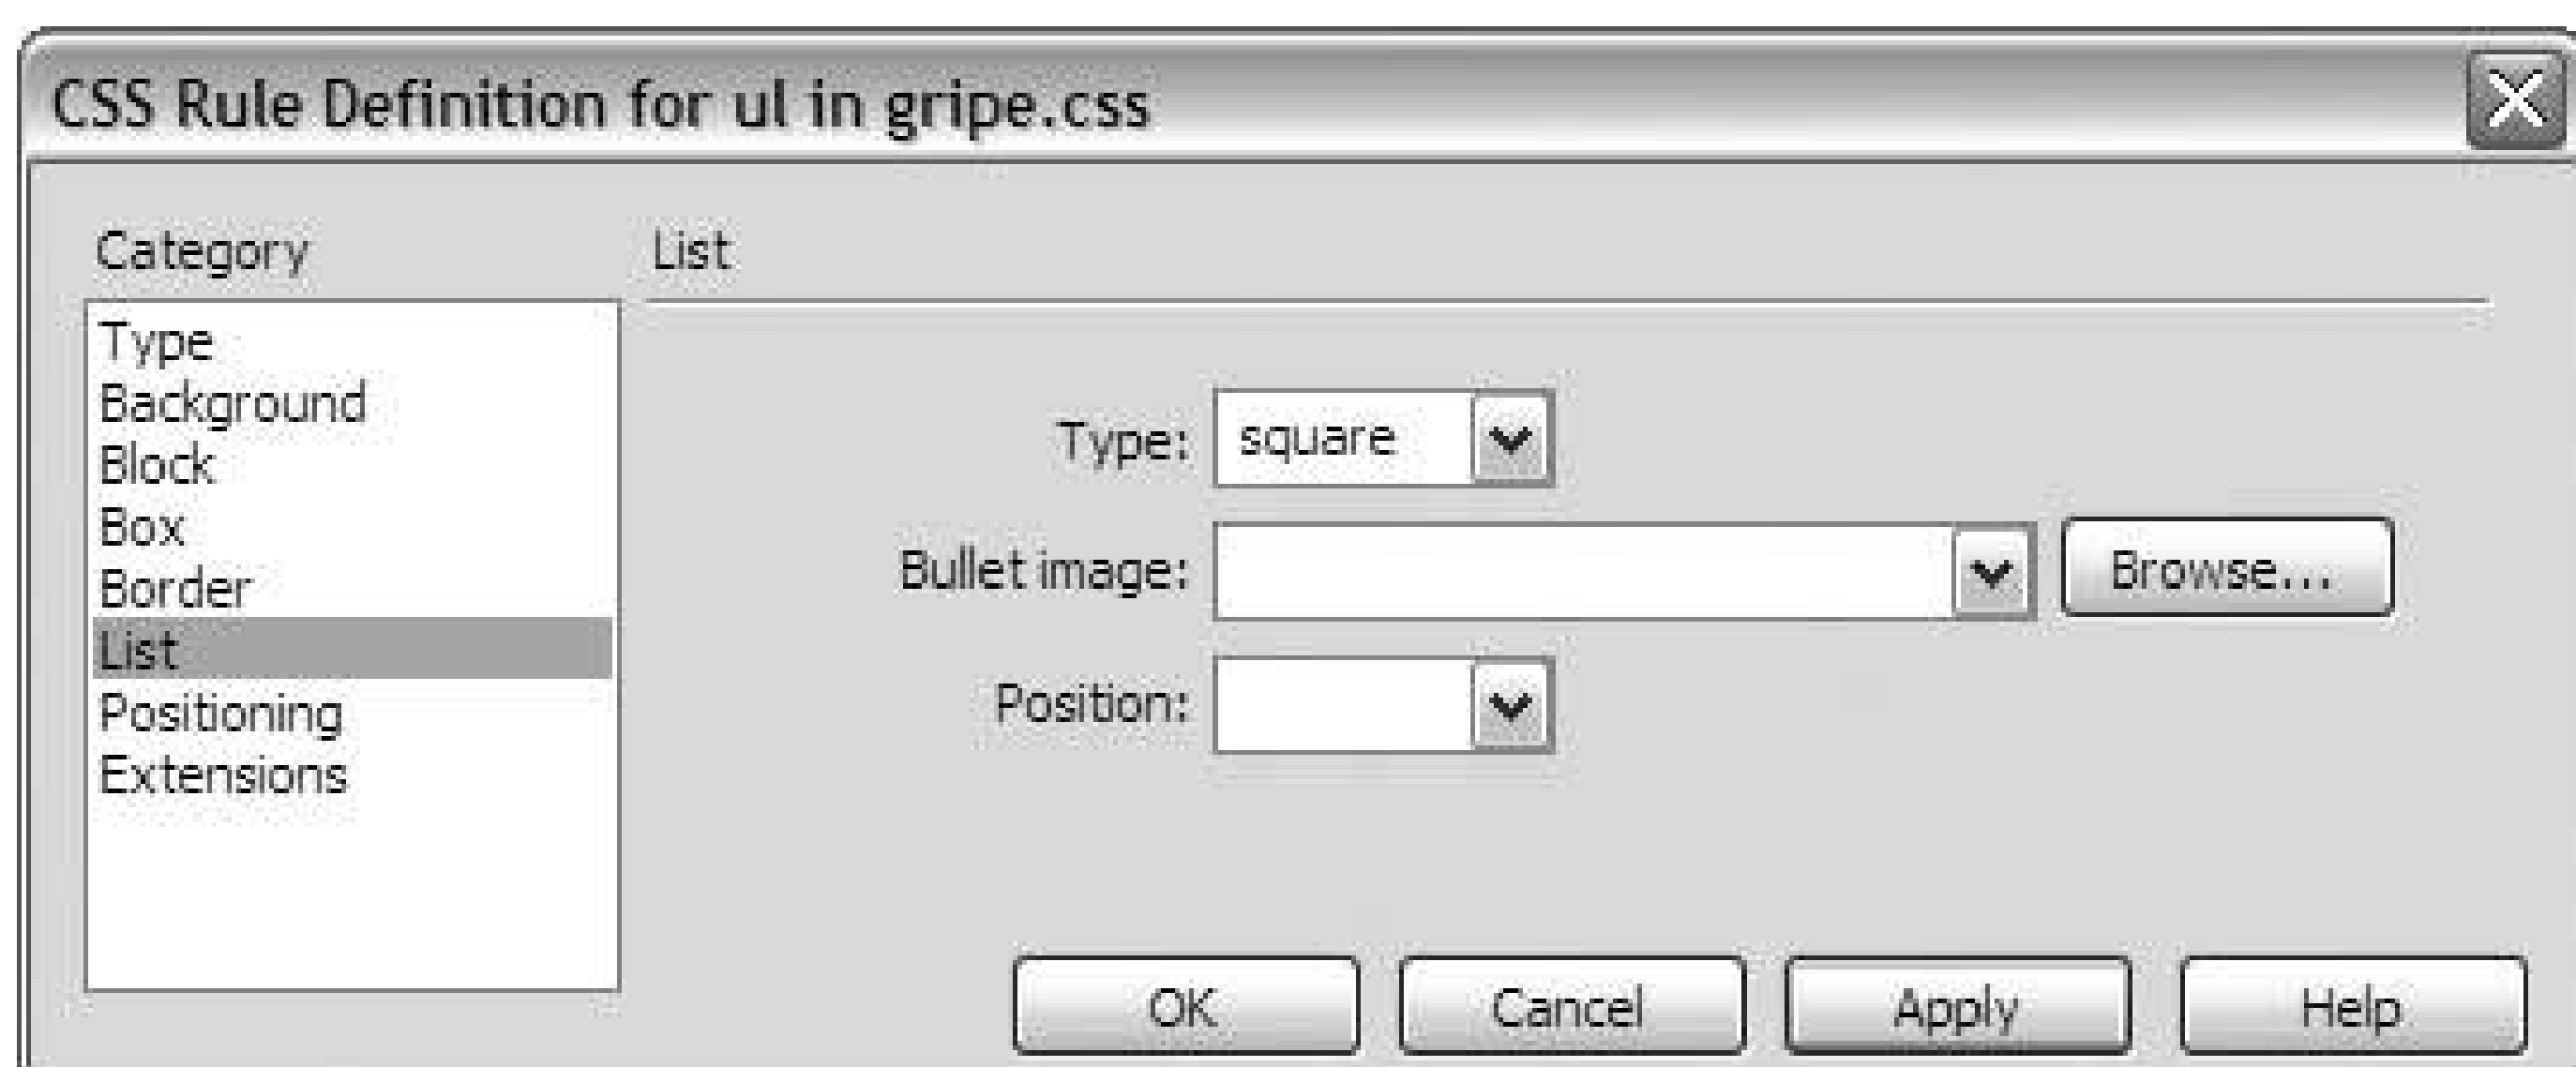 CSS Rule Definition for ul in gripe.css
Category
List
Type
Background
Block
Box
Border
List
Positioning
Extensions
Type: square
Bullet image: Browse...
Position:
OK Cancel Apply Help